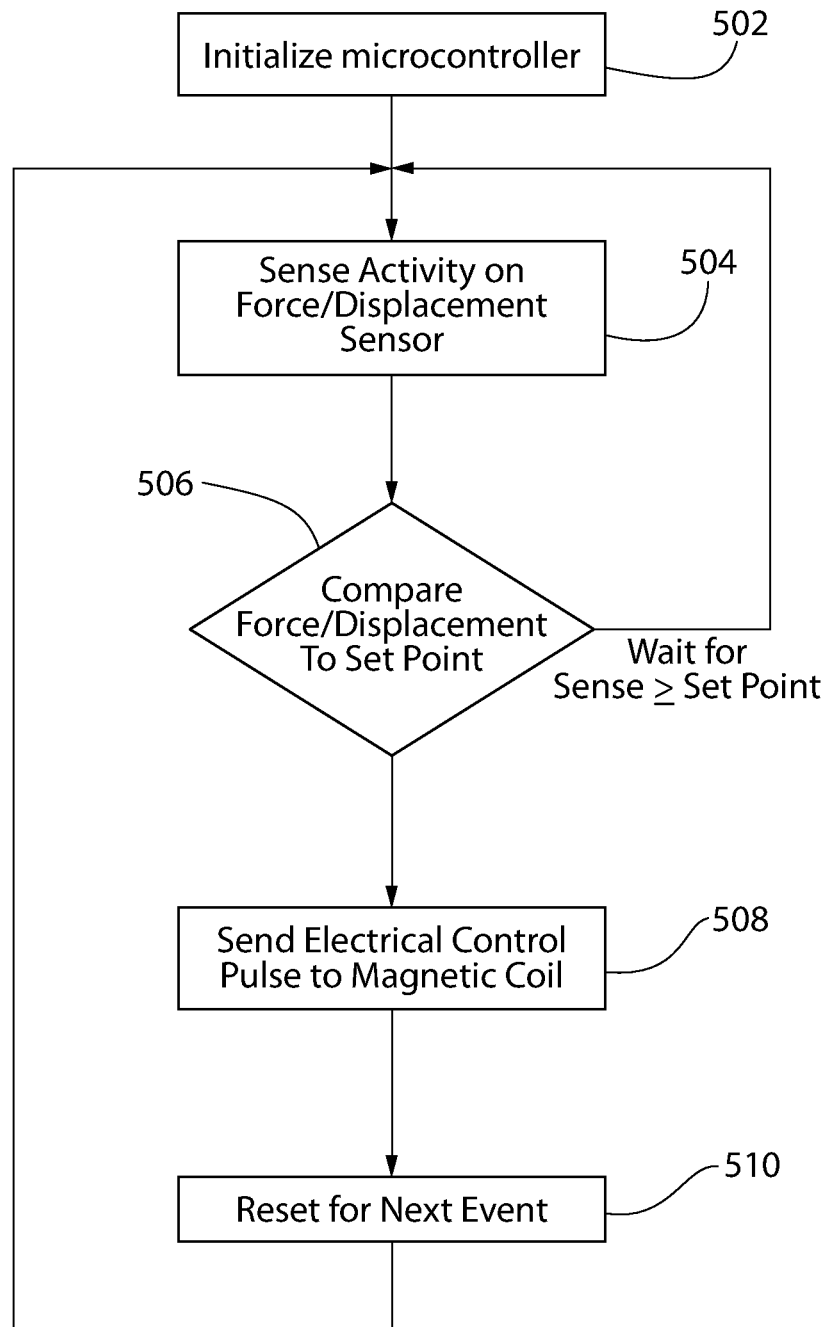 502
Initialize microcontroller
504
Sense Activity on
Force/Displacement
Sensor
506
Compare
Force/Displacement
To Set Point
Wait for
Sense ≥ Set Point
508
Send Electrical Control
Pulse to Magnetic Coil
510
Reset for Next Event